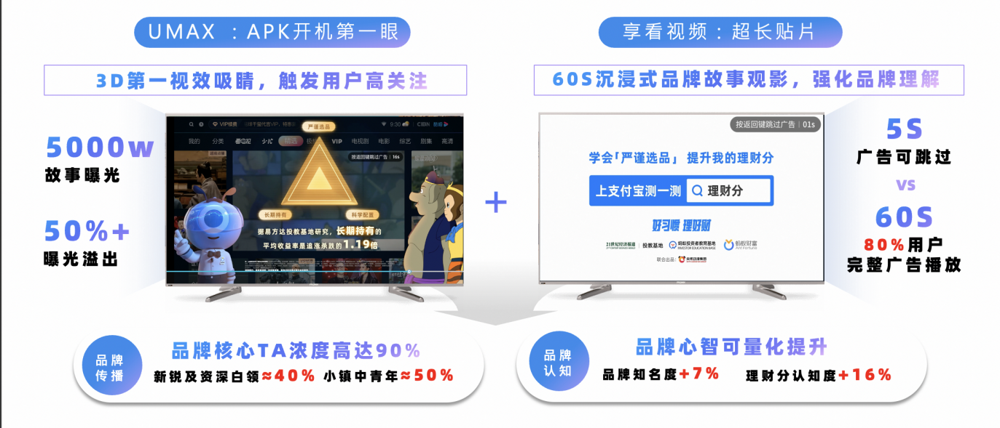 UMAX ：APK开机第一眼
3D第一视效吸睛，触发用户高关注
5000w
故事曝光
50%+
曝光溢出
VIP续费
9:30
CIBN 酷喵
严谨选品
我的 分类 看电视 少儿 精选 VIP 电视剧 电影 综艺 剧集 高清
按返回键跳过广告 | 16s
长期持有
科学配置
据易方达投教基地研究，长期持有的
平均收益率是追涨杀跌的1.19倍
+
享看视频：超长贴片
60S沉浸式品牌故事观影，强化品牌理解
按返回键跳过广告 | 01s
学会「严谨选品」 提升我的理财分
上支付宝测一测 理财分
好习惯 理好财
21世纪经济报道 投教基地 蚂蚁投资者教育基地 蚂蚁财富
INVESTOR EDUCATION BASE Ant Fortune
联合出品：
5S
广告可跳过
vs
60S
80%用户
完整广告播放
品牌
传播
品牌核心TA浓度高达90%
新锐及资深白领≈40% 小镇中青年≈50%
品牌
认知
品牌心智可量化提升
品牌知名度+7% 理财分认知度+16%